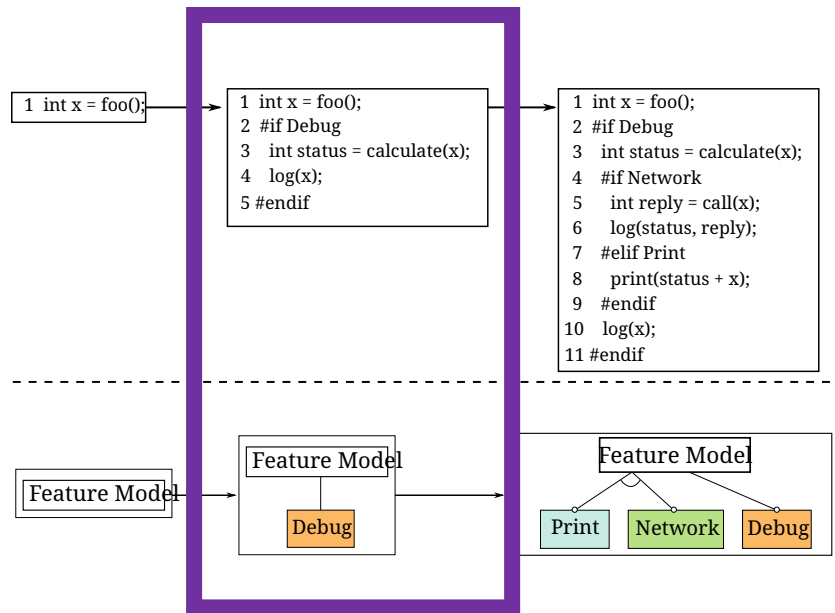 1 int x = foo();
1 int x = foo();
2 #if Debug
3 int status = calculate(x);
4 log(x);
5 #endif
1 int x = foo();
2 #if Debug
3 int status = calculate(x);
4 #if Network
5 int reply = call(x);
6 log(status, reply);
7 #elif Print
8 print(status + x);
9 #endif
10 log(x);
11 #endif
Feature Model
Feature Model
Debug
Feature Model
Print Network Debug